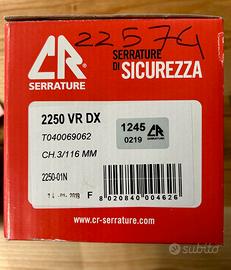 22574
CR
SERRATURE
SERRATURE
DI SICUREZZA
2250 VR DX
T040069062
CH.3/116 MM
1245
0219
CR
2250-01N
F
8 020840 004626
www.cr-serrature.com
subito